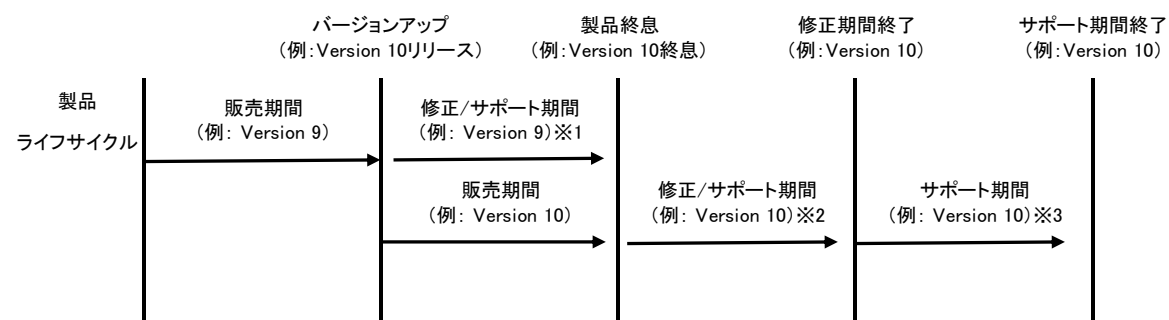 バージョンアップ
(例:Version 10リリース)
製品終息
(例:Version 10終息)
修正期間終了
(例:Version 10)
サポート期間終了
(例:Version 10)
製品
ライフサイクル
販売期間
(例: Version 9)
修正/サポート期間
(例: Version 9)※1
販売期間
(例: Version 10)
修正/サポート期間
(例: Version 10)※2
サポート期間
(例: Version 10)※3